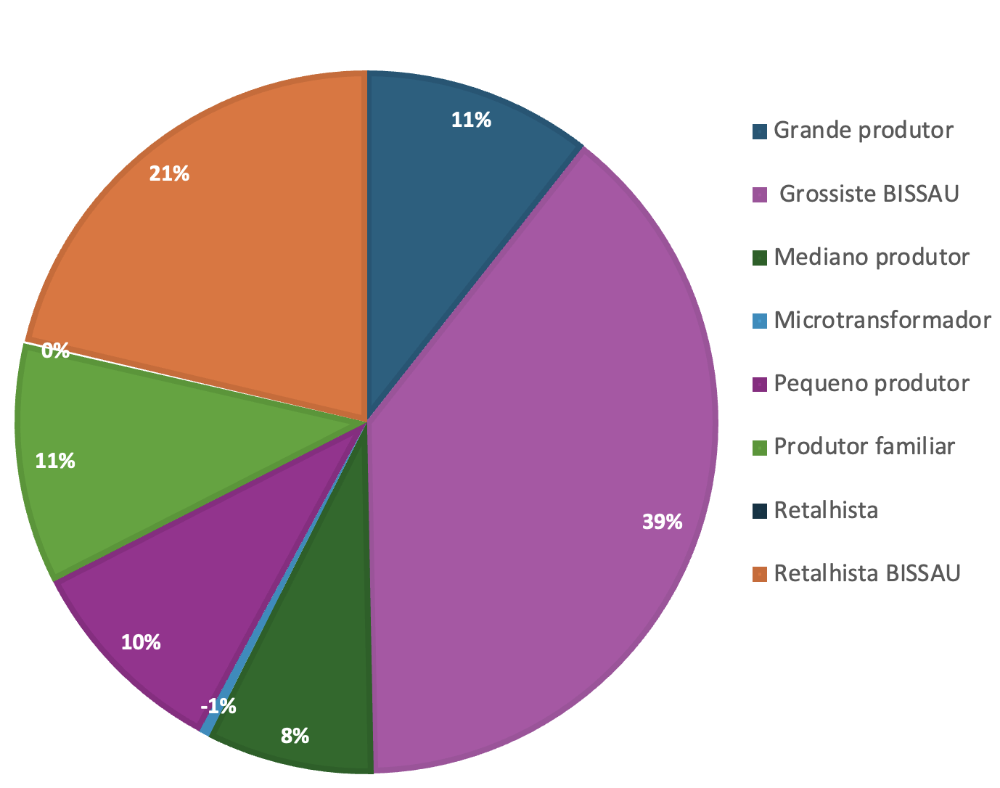 11%
21%
39%
0%
11%
10%
-1%
8%
Grande produtor
Grossiste BISSAU
Mediano produtor
Microtransformador
Pequeno produtor
Produtor familiar
Retalhista
Retalhista BISSAU